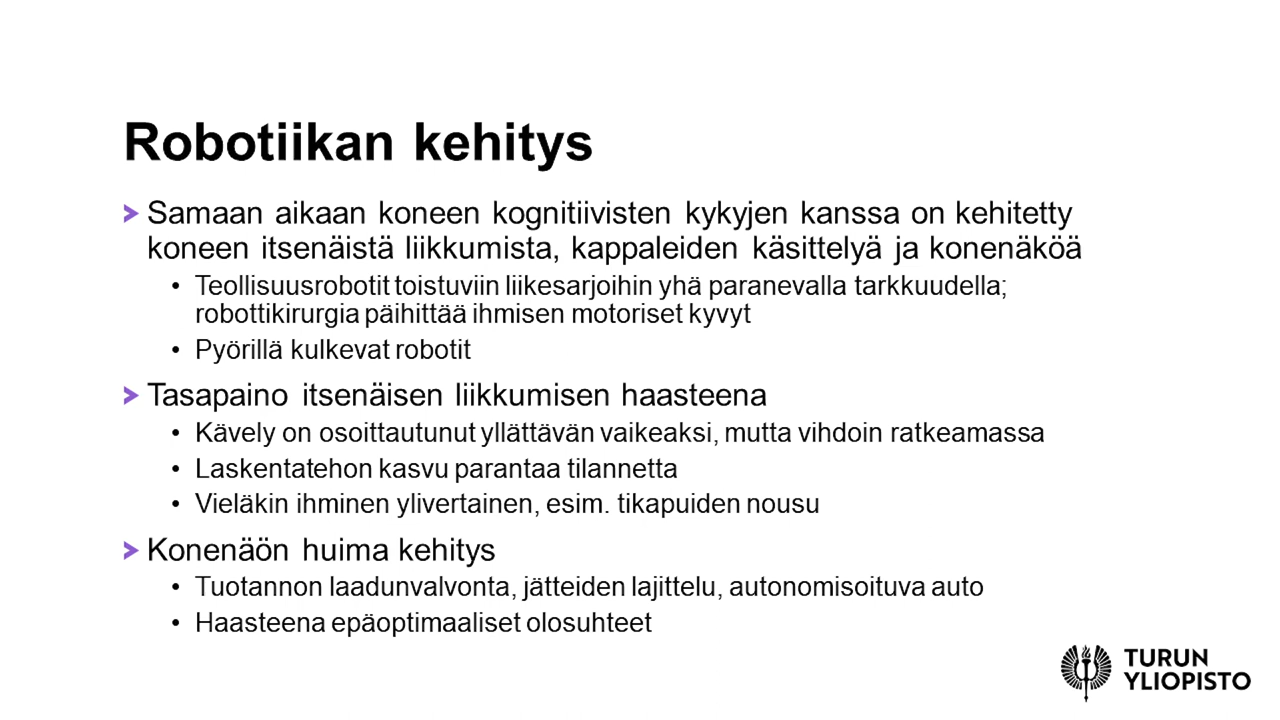 Robotiikan kehitys
> Samaan aikaan koneen kognitiivisten kykyjen kanssa on kehitetty
koneen itsenäistä liikkumista, kappaleiden käsittelyä ja konenäköä
• Teollisuusrobotit toistuviin liikesarjoihin yhä paranevalla tarkkuudella;
robottikirurgia päihittää ihmisen motoriset kyvyt
• Pyörillä kulkevat robotit
> Tasapaino itsenäisen liikkumisen haasteena
• Kävely on osoittautunut yllättävän vaikeaksi, mutta vihdoin ratkeamassa
• Laskentatehon kasvu parantaa tilannetta
• Vieläkin ihminen ylivertainen, esim. tikapuiden nousu
> Konenäön huima kehitys
• Tuotannon laadunvalvonta, jätteiden lajittelu, autonomisoituva auto
• Haasteena epäoptimaaliset olosuhteet
TURUN
YLIOPISTO